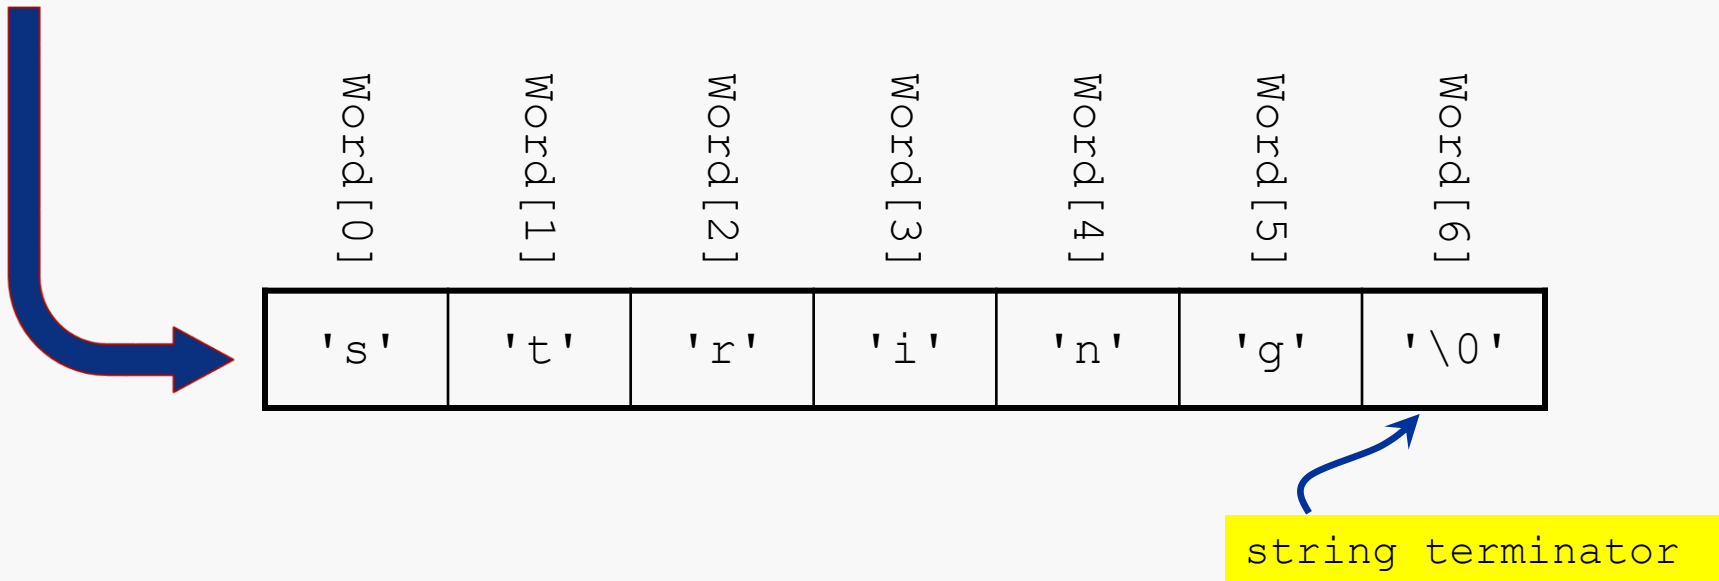 Word[0] Word[1] Word[2] Word[3] Word[4] Word[5] Word[6]
's' 't' 'r' 'i' 'n' 'g' '\0'
string terminator